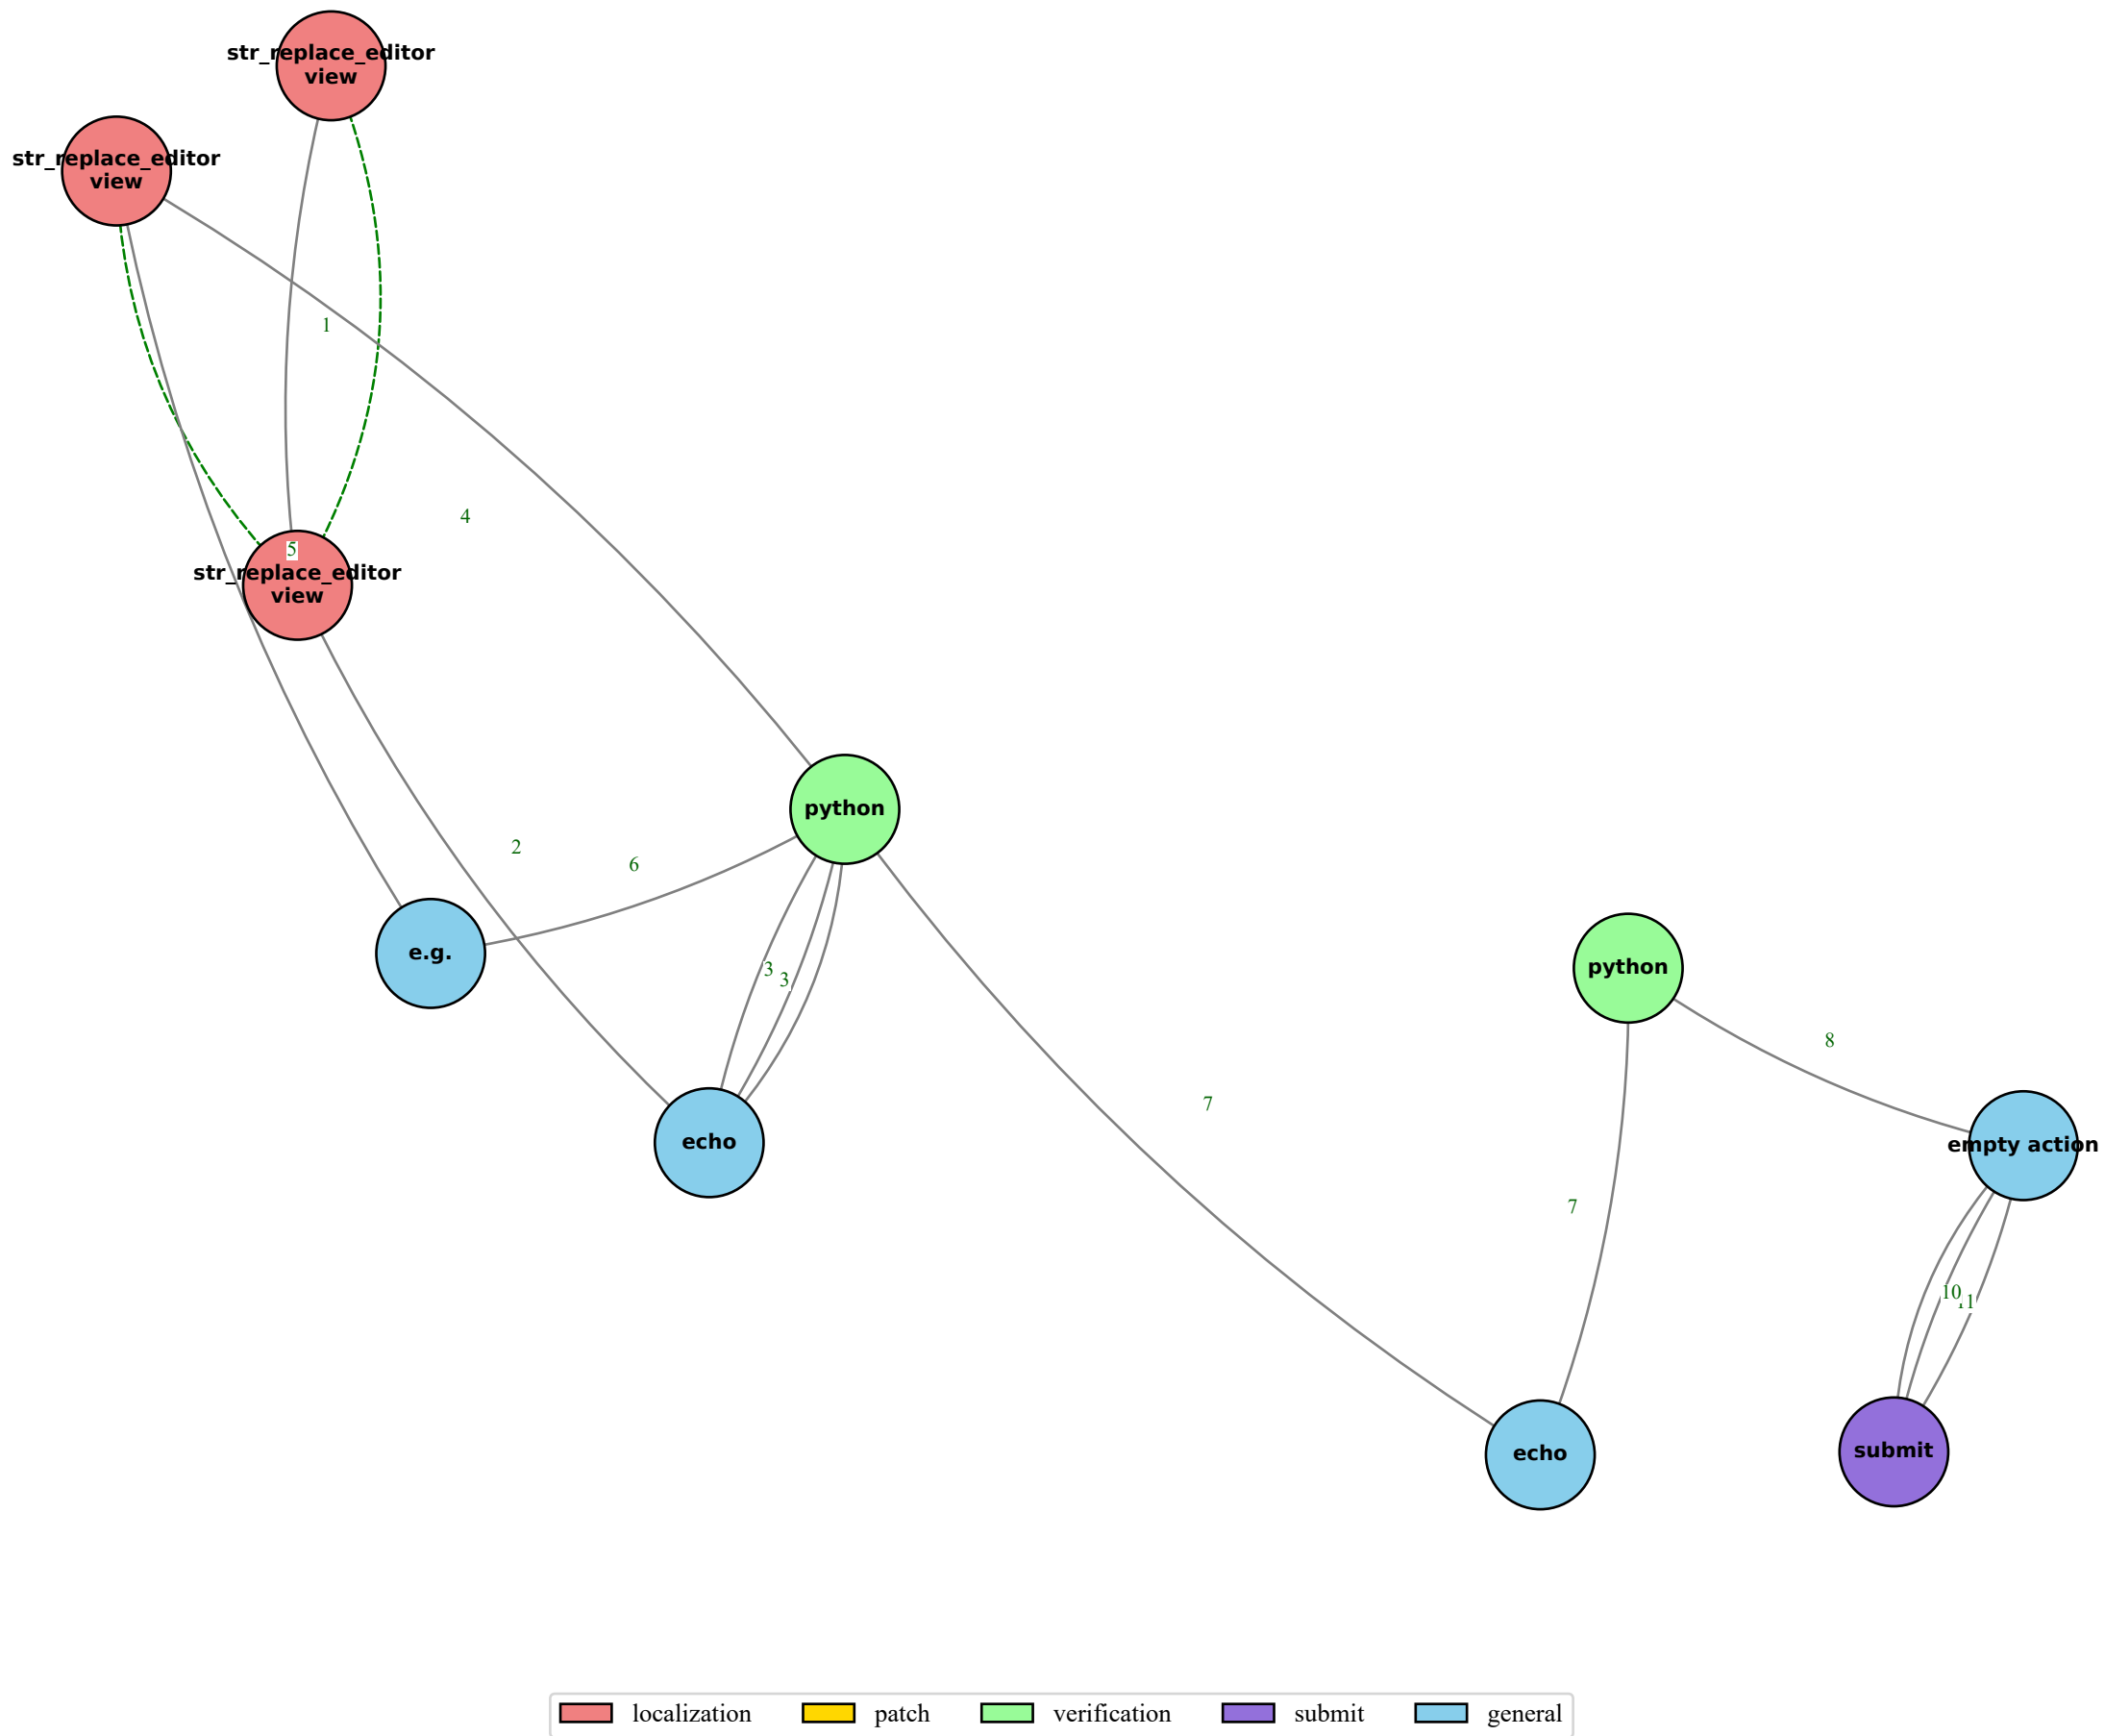 str_replace_editor
view
str_replace_editor
view
1
4
5
str_replace_editor
view
python
2
6
e.g.
3
3
python
8
7
echo
empty action
7
10
11
echo
submit
localization
patch
verification
submit
general